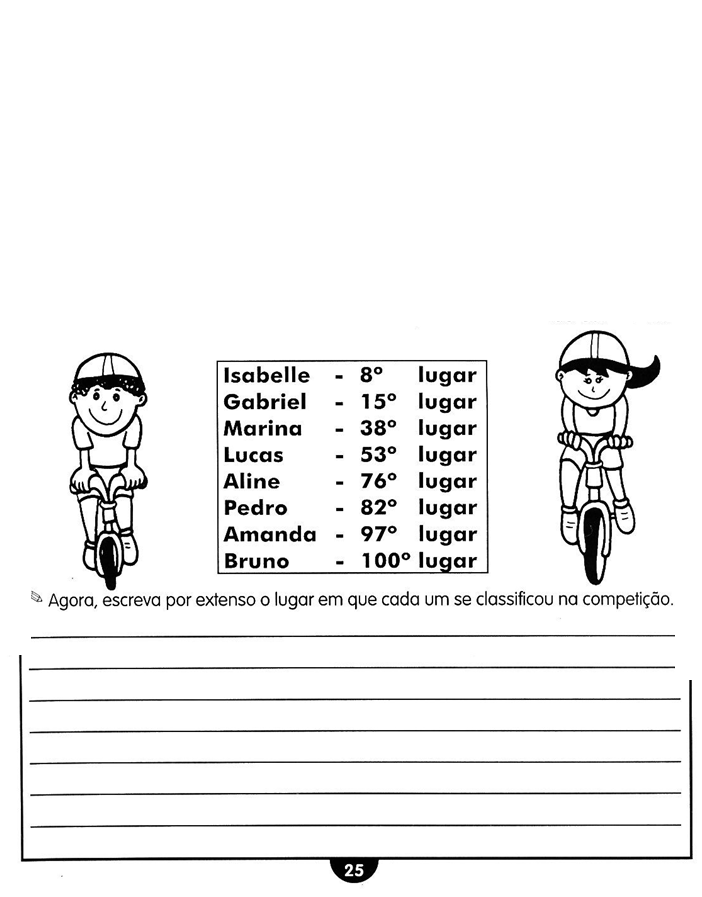 Isabelle - 8º lugar
Gabriel - 15º lugar
Marina - 38º lugar
Lucas - 53º lugar
Aline - 76º lugar
Pedro - 82º lugar
Amanda - 97º lugar
Bruno - 100º lugar
Agora, escreva por extenso o lugar em que cada um se classificou na competição.
25